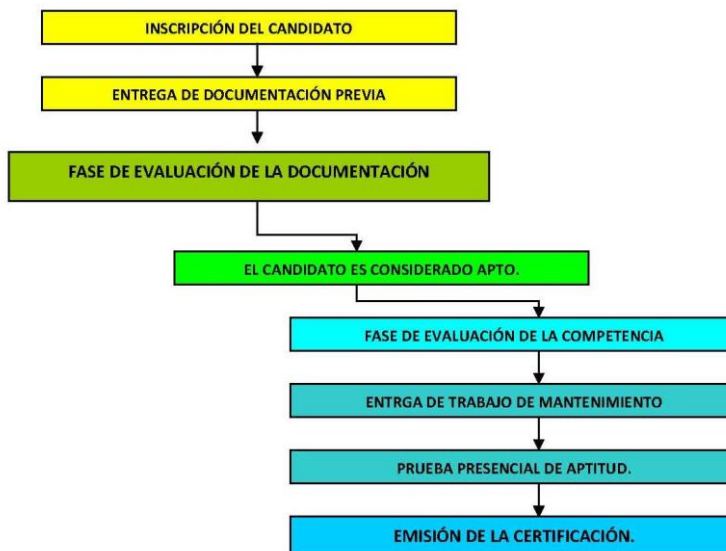 INSCRIPCIÓN DEL CANDIDATO
ENTREGA DE DOCUMENTACIÓN PREVIA
FASE DE EVALUACIÓN DE LA DOCUMENTACIÓN
EL CANDIDATO ES CONSIDERADO APTO.
FASE DE EVALUACIÓN DE LA COMPETENCIA
ENTRGA DE TRABAJO DE MANTENIMIENTO
PRUEBA PRESENCIAL DE APTITUD.
EMISIÓN DE LA CERTIFICACIÓN.